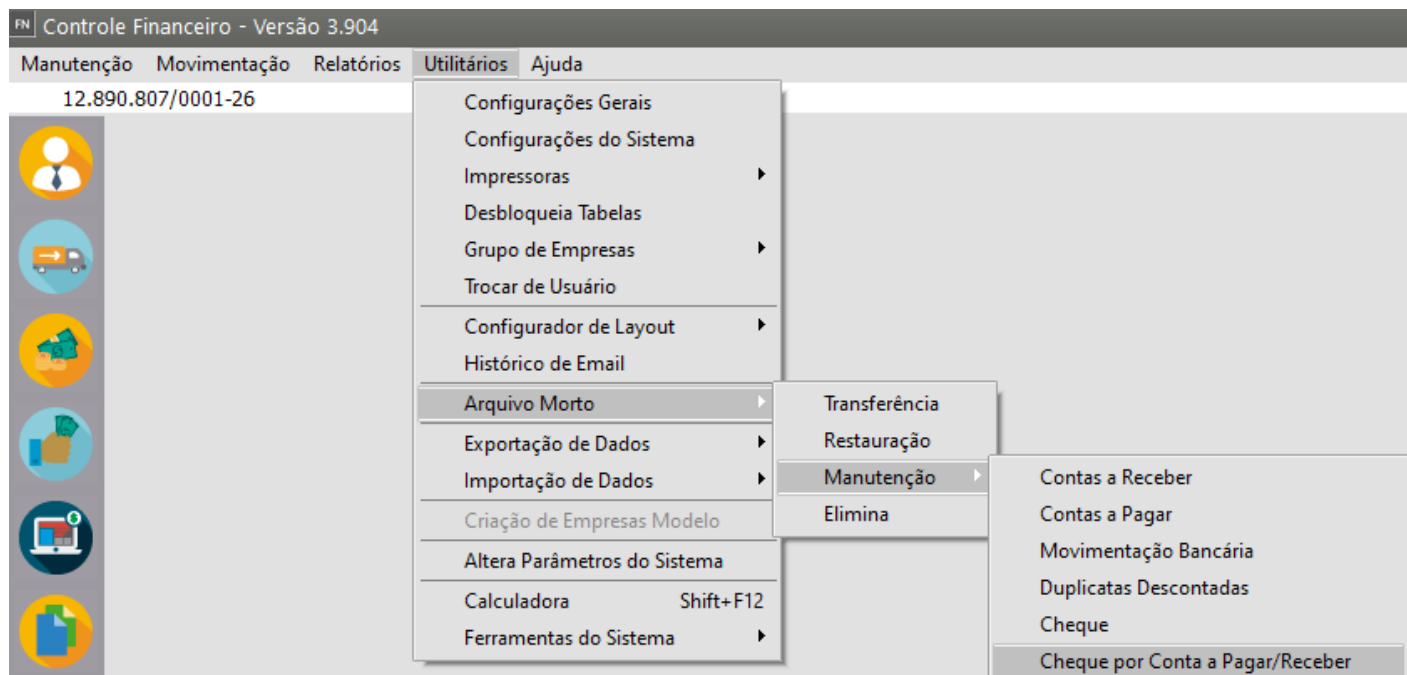 FN Controle Financeiro - Versão 3.904
Manutenção Movimentação Relatórios Utilitários Ajuda
12.890.807/0001-26
Configurações Gerais
Configurações do Sistema
Impressoras
Desbloqueia Tabelas
Grupo de Empresas
Trocar de Usuário
Configurador de Layout
Histórico de Email
Arquivo Morto
Exportação de Dados
Importação de Dados
Criação de Empresas Modelo
Altera Parâmetros do Sistema
Calculadora Shift+F12
Ferramentas do Sistema
Transferência
Restauração
Manutenção
Elimina
Contas a Receber
Contas a Pagar
Movimentação Bancária
Duplicatas Descontadas
Cheque
Cheque por Conta a Pagar/Receber